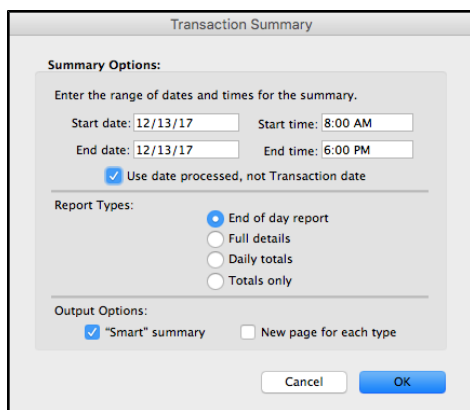 Transaction Summary
Summary Options:
Enter the range of dates and times for the summary.
Start date: 12/13/17 Start time: 8:00 AM
End date: 12/13/17 End time: 6:00 PM
Use date processed, not Transaction date
Report Types:
End of day report
Full details
Daily totals
Totals only
Output Options:
"Smart" summary New page for each type
Cancel OK